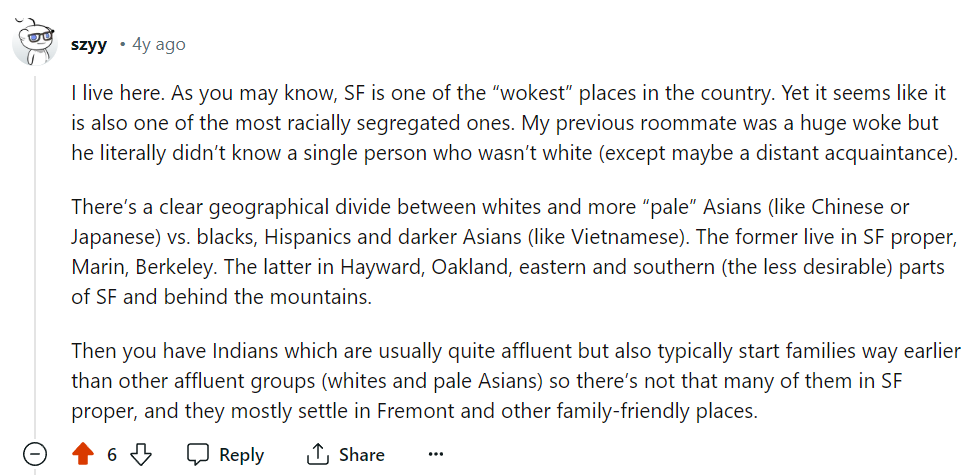 szyy • 4y ago
I live here. As you may know, SF is one of the “wokest” places in the country. Yet it seems like it
is also one of the most racially segregated ones. My previous roommate was a huge woke but
he literally didn’t know a single person who wasn’t white (except maybe a distant acquaintance).
There’s a clear geographical divide between whites and more “pale” Asians (like Chinese or
Japanese) vs. blacks, Hispanics and darker Asians (like Vietnamese). The former live in SF proper,
Marin, Berkeley. The latter in Hayward, Oakland, eastern and southern (the less desirable) parts
of SF and behind the mountains.
Then you have Indians which are usually quite affluent but also typically start families way earlier
than other affluent groups (whites and pale Asians) so there’s not that many of them in SF
proper, and they mostly settle in Fremont and other family-friendly places.
6 Reply Share ...